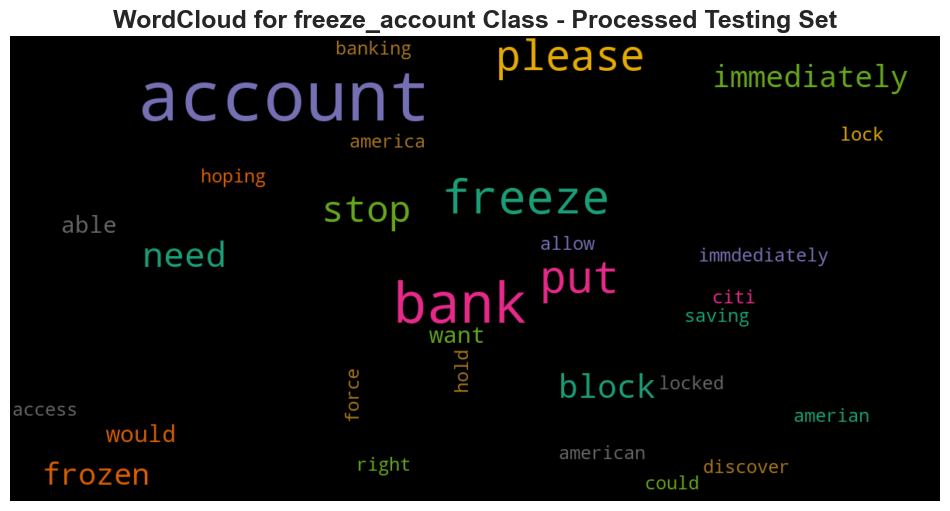 WordCloud for freeze_account Class - Processed Testing Set
banking
please
account
immediately
america
lock
hoping
freeze
stop
able
need
allow
immdediately
put
bank
citi
saving
want
hold
force
block
locked
access
amerian
would
american
right
discover
frozen
could